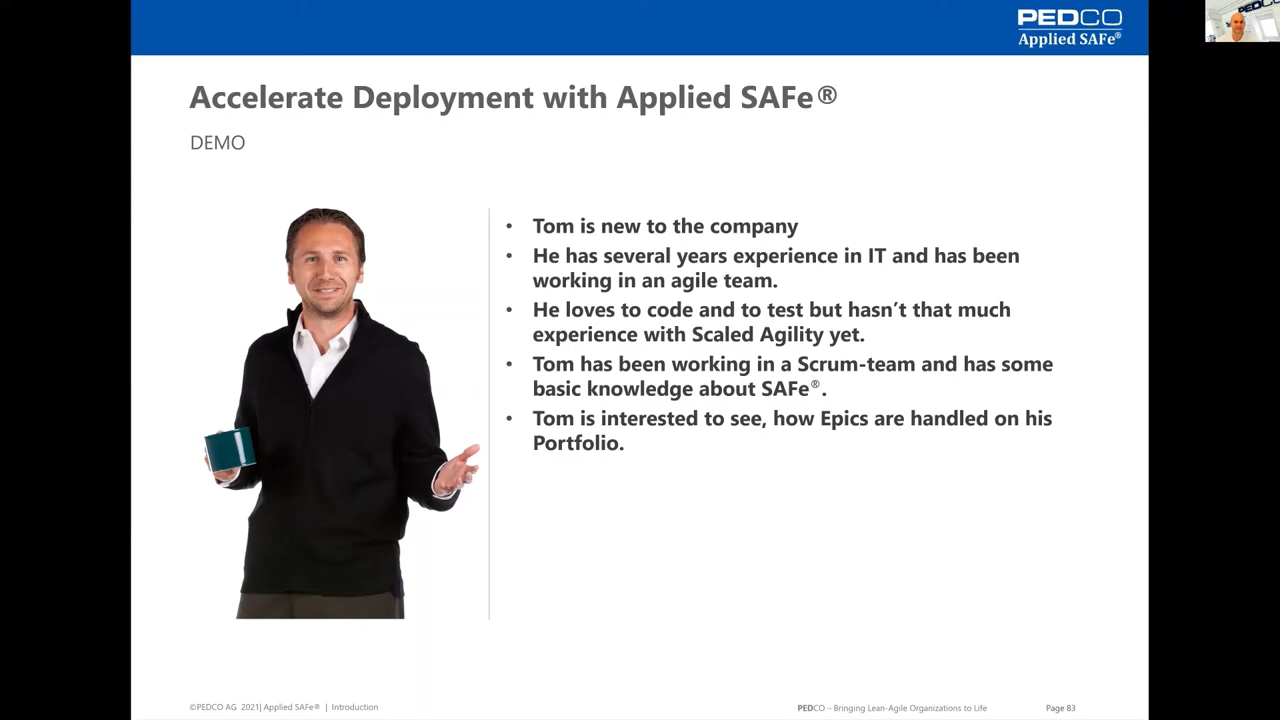 PEDCO
Applied SAFe®
PEDCO
Accelerate Deployment with Applied SAFe®
DEMO
• Tom is new to the company
• He has several years experience in IT and has been
working in an agile team.
• He loves to code and to test but hasn’t that much
experience with Scaled Agility yet.
• Tom has been working in a Scrum-team and has some
basic knowledge about SAFe®.
• Tom is interested to see, how Epics are handled on his
Portfolio.
©PEDCO AG 2021| Applied SAFe® | Introduction
PEDCO – Bringing Lean-Agile Organizations to Life
Page 83